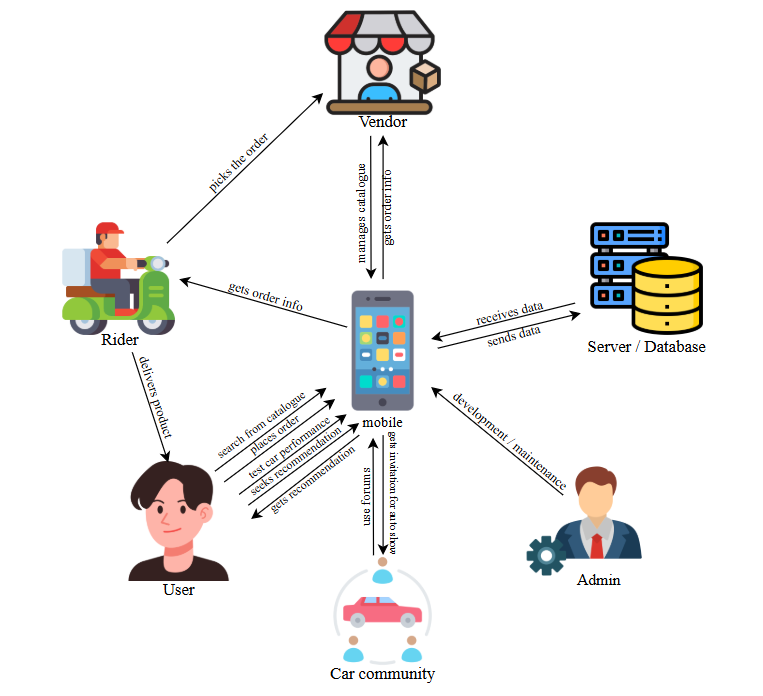 Vendor
picks the order
manages catalogue
gets order info
gets order info
Rider
receives data
sends data
Server / Database
delivers product
mobile
search from catalogue
places order
test car performance
seeks recommendation
gets recommendation
use forums
gets invitation for auto show
development / maintenance
User
Admin
Car community